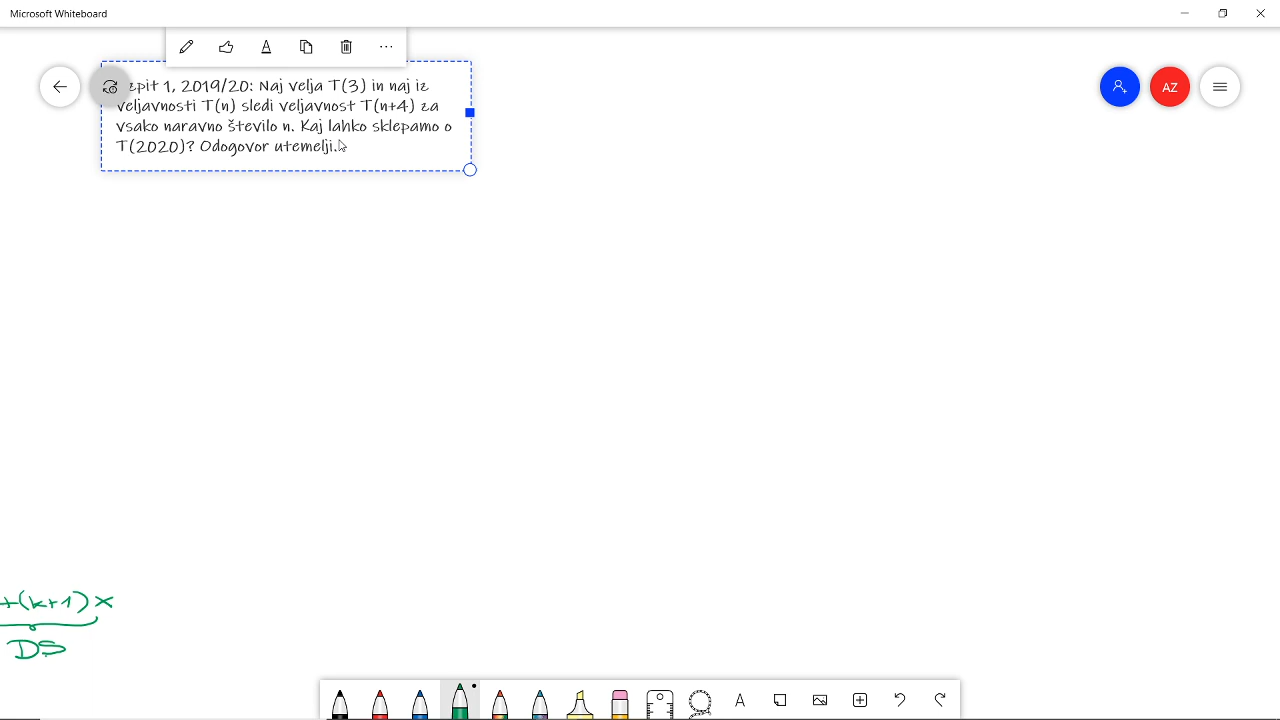 Microsoft Whiteboard
zpit 1, 2019/20: Naj velja T(3) in naj iz
veljavnosti T(n) sledi veljavnost T(n+4) za
vsako naravno število n. Kaj lahko sklepamo o
T(2020)? Odogovor utemelji.
AZ
+(k+1)x
DS